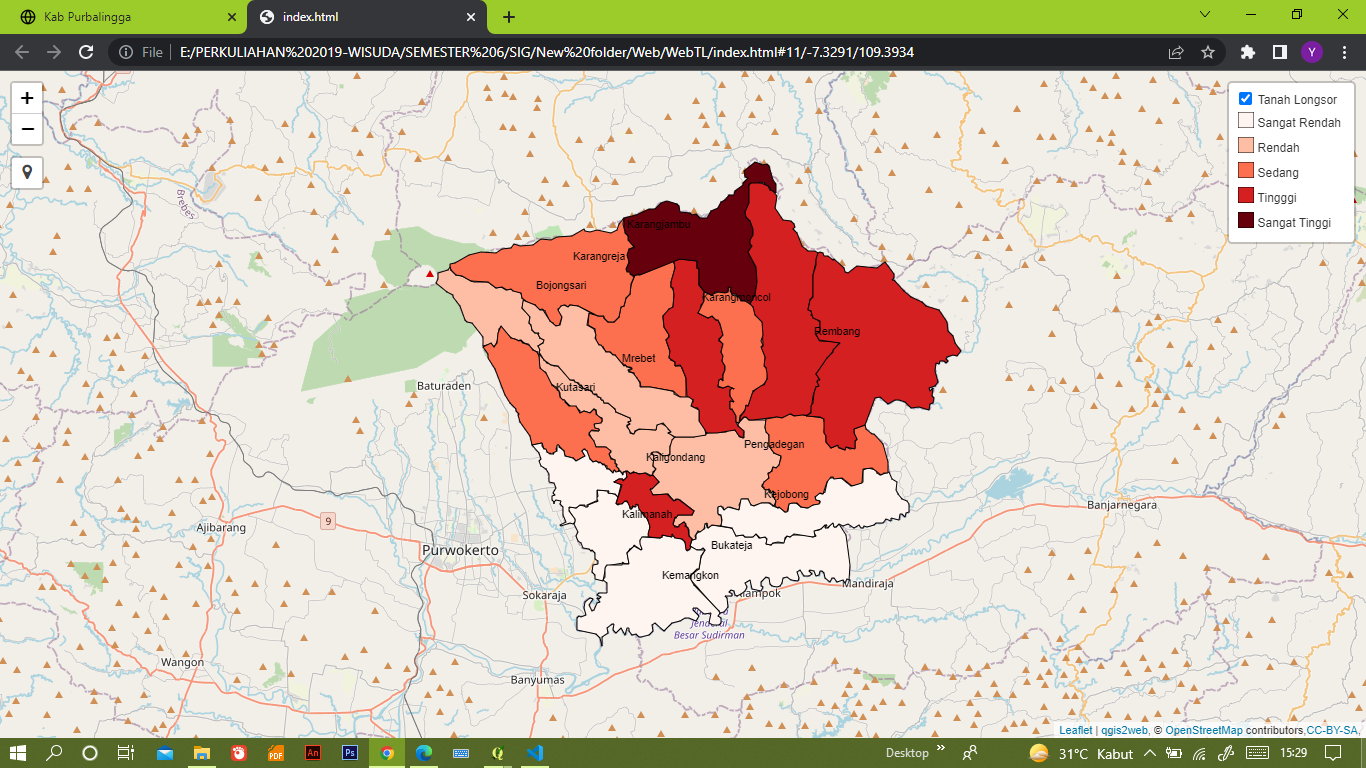 Kab Purbalingga
index.html
File
E:/PERKULIAHAN%202019-WISUDA/SEMESTER%206/SIG/New%20folder/Web/WebTL/index.html#11/-7.3291/109.3934
Y
+
−
Tanah Longsor
Sangat Rendah
Rendah
Sedang
Tingggi
Sangat Tinggi
Brebes
Karangjambu
Karangreja
Bojongsari
Karangmoncol
Rembang
Mrebet
Baturaden
Kutasari
Pengadegan
Kaligondang
Kejobong
Banjarnegara
Kalimanah
9
Ajibarang
Bukateja
Purwokerto
Kemangkon
Mandiraja
Sokaraja
Jenderal
Besar Sudirman
Wangon
Banyumas
Leaflet | qgis2web, © OpenStreetMap contributors,CC-BY-SA,
PDF
An
Ps
Desktop
31°C Kabut
15:29